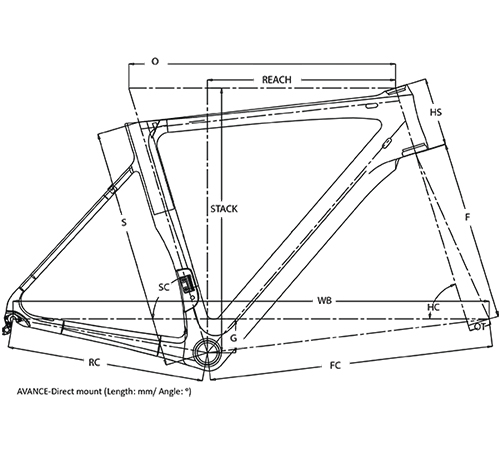 O
REACH
HS
STACK
S
F
SC
WB
HC
OT
G
RC
FC
AVANCE-Direct mount (Length: mm/ Angle: °)